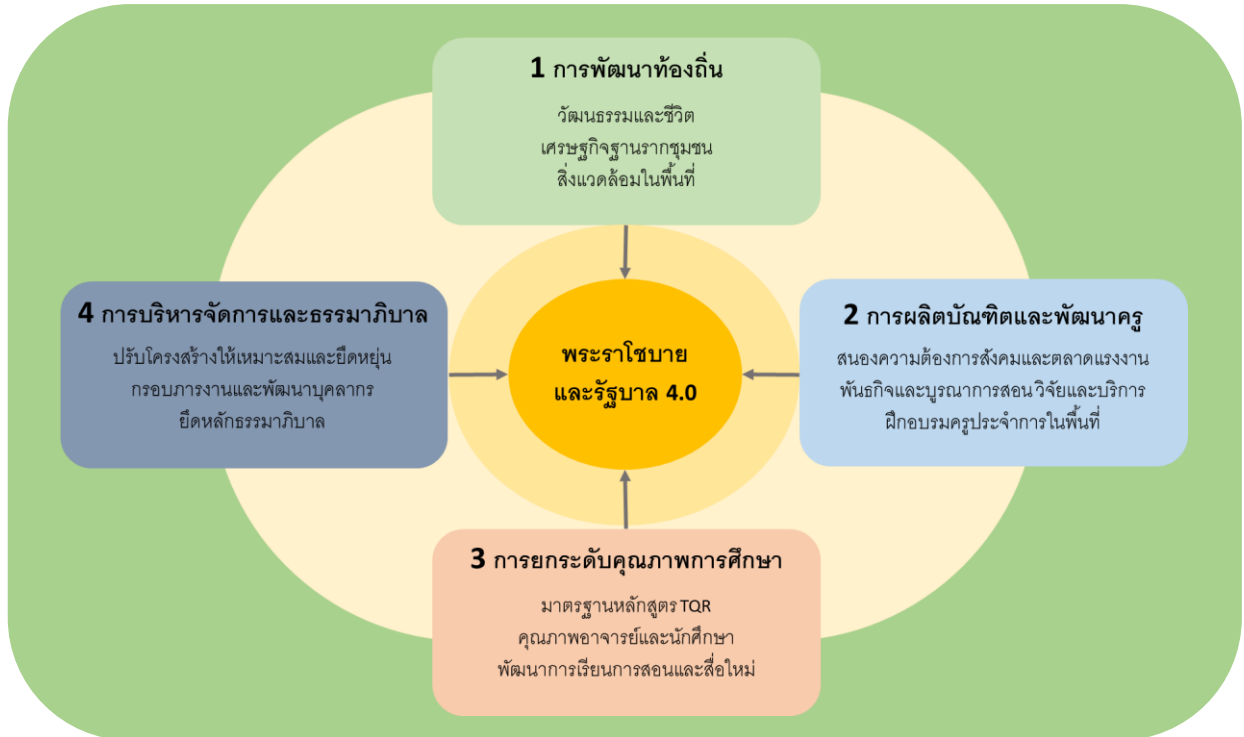 1 การพัฒนาท้องถิ่น
วัฒนธรรมและชีวิต
เศรษฐกิจฐานรากชุมชน
สิ่งแวดล้อมในพื้นที่
4 การบริหารจัดการและธรรมาภิบาล
ปรับโครงสร้างให้เหมาะสมและยืดหยุ่น
กรอบภารงานและพัฒนาบุคลากร
ยึดหลักธรรมาภิบาล
พระราโชบาย
และรัฐบาล 4.0
2 การผลิตบัณฑิตและพัฒนาครู
สนองความต้องการสังคมและตลาดแรงงาน
พันธกิจและบูรณาการสอน วิจัยและบริการ
ฝึกอบรมครูประจำการในพื้นที่
3 การยกระดับคุณภาพการศึกษา
มาตรฐานหลักสูตร TQR
คุณภาพอาจารย์และนักศึกษา
พัฒนาการเรียนการสอนและสื่อใหม่